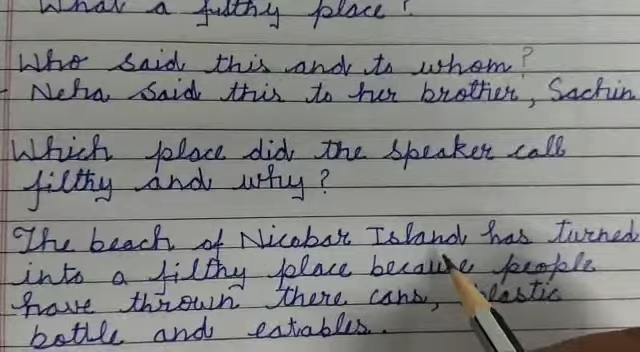 What a filthy place!
Who said this and to whom?
- Neha said this to her brother, Sachin
Which place did the speaker call
filthy and why?
The beach of Nicobar Island has turned
into a filthy place because people
have thrown there cans, plastic
bottle and eatables.